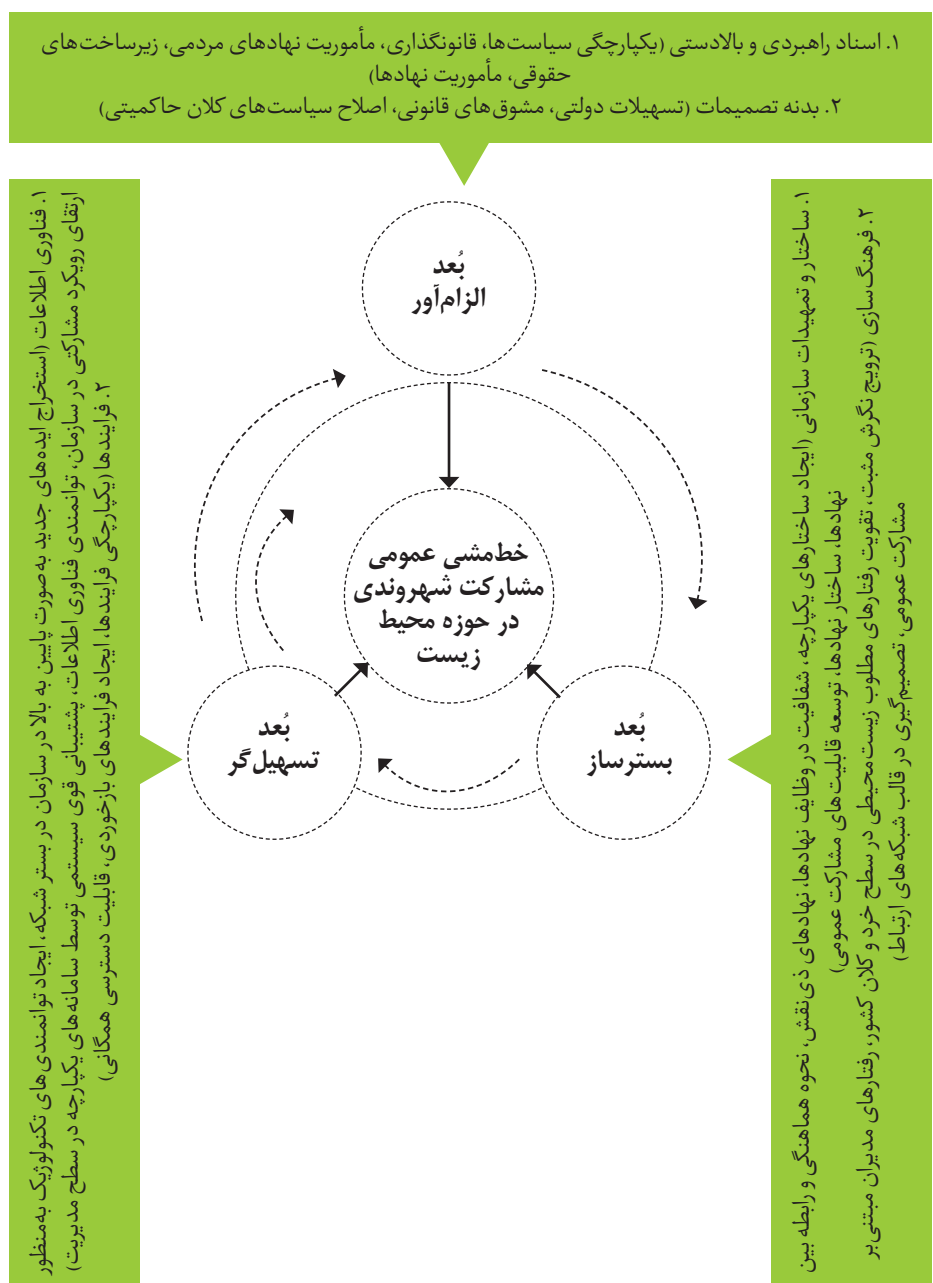 ۱. اسناد راهبردی و بالادستی (یکپارچگی سیاست‌ها، قانونگذاری، مأموریت نهادهای مردمی، زیرساخت‌های
حقوقی، مأموریت نهادها)
۲. بدنه تصمیمات (تسهیلات دولتی، مشوق‌های قانونی، اصلاح سیاست‌های کلان حاکمیتی)
بُعد
الزام‌آور
خط‌مشی عمومی
مشارکت شهروندی
در حوزه محیط
زیست
بُعد
بسترساز
بُعد
تسهیل‌گر
۱. ساختار و تمهیدات سازمانی (ایجاد ساختارهای یکپارچه، شفافیت در وظایف نهادها، نهادهای ذی‌نقش، نحوه هماهنگی و رابطه بین
نهادها، ساختار نهادها، توسعه قابلیت‌های مشارکت عمومی)
۲. فرهنگ‌سازی (ترویج نگرش مثبت، تقویت رفتارهای مطلوب زیست‌محیطی در سطح خرد و کلان کشور، رفتارهای مدیران مبتنی‌بر
مشارکت عمومی، تصمیم‌گیری در قالب شبکه‌های ارتباط)
۱. فناوری اطلاعات (استخراج ایده‌های جدید به‌صورت پایین به بالا در سازمان در بستر شبکه، ایجاد توانمندی‌های تکنولوژیک به‌منظور
ارتقای رویکرد مشارکتی در سازمان، توانمندی فناوری اطلاعات، پشتیبانی قوی سیستمی توسط سامانه‌های یکپارچه در سطح مدیریت)
۲. فرایندها (یکپارچگی فرایندها، ایجاد فرایندهای بازخوردی، قابلیت دسترسی همگانی)